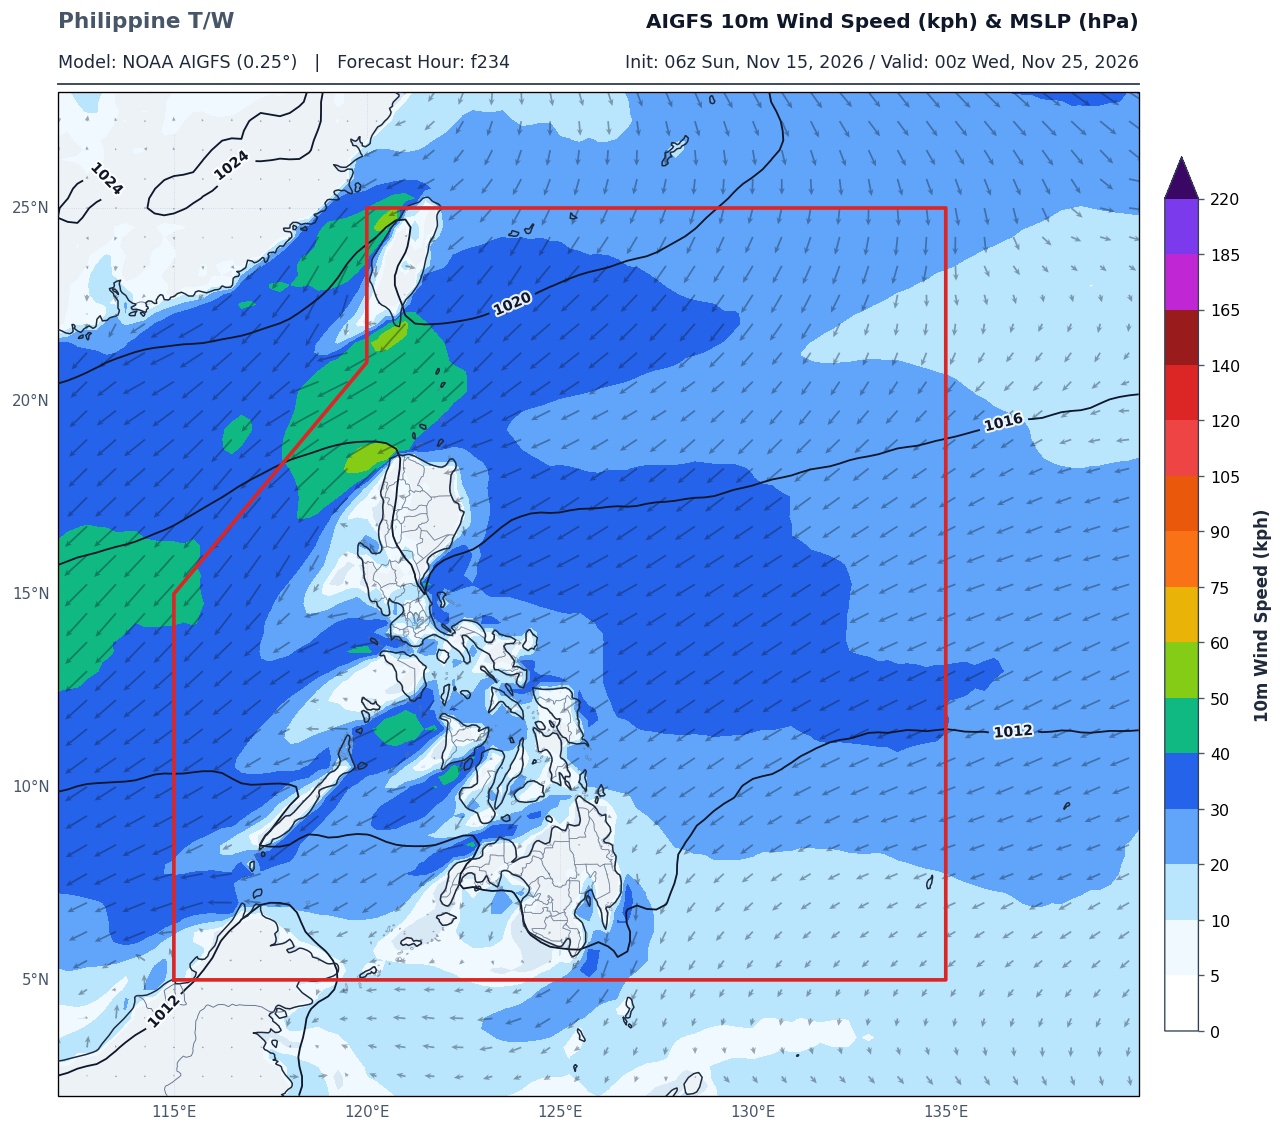 Philippine T/W
AIGFS 10m Wind Speed (kph) & MSLP (hPa)
Model: NOAA AIGFS (0.25°)   |   Forecast Hour: f234
Init: 06z Sun, Nov 15, 2026 / Valid: 00z Wed, Nov 25, 2026
1024
1024
1020
1016
1012
1012
25°N
20°N
15°N
10°N
5°N
115°E
120°E
125°E
130°E
135°E
220
185
165
140
120
105
90
75
60
50
40
30
20
10
5
0
10m Wind Speed (kph)